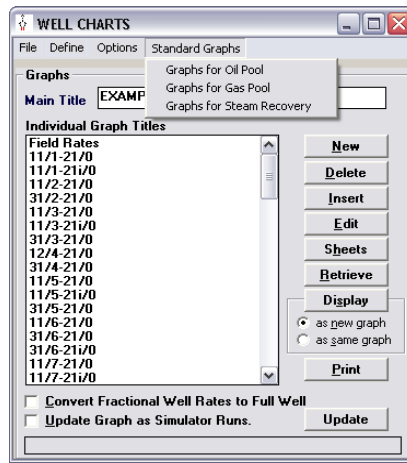 WELL CHARTS
File Define Options Standard Graphs
Graphs for Oil Pool
Graphs for Gas Pool
Graphs for Steam Recovery
Graphs
Main Title EXAMP
Individual Graph Titles
Field Rates
11/1-21/0
11/1-21i/0
11/2-21/0
31/2-21/0
11/3-21/0
11/3-21i/0
31/3-21/0
12/4-21/0
31/4-21/0
11/5-21/0
11/5-21i/0
31/5-21/0
11/6-21/0
31/6-21/0
31/6-21i/0
11/7-21/0
11/7-21i/0
New
Delete
Insert
Edit
Sheets
Retrieve
Display
as new graph
as same graph
Print
Convert Fractional Well Rates to Full Well
Update Graph as Simulator Runs.
Update